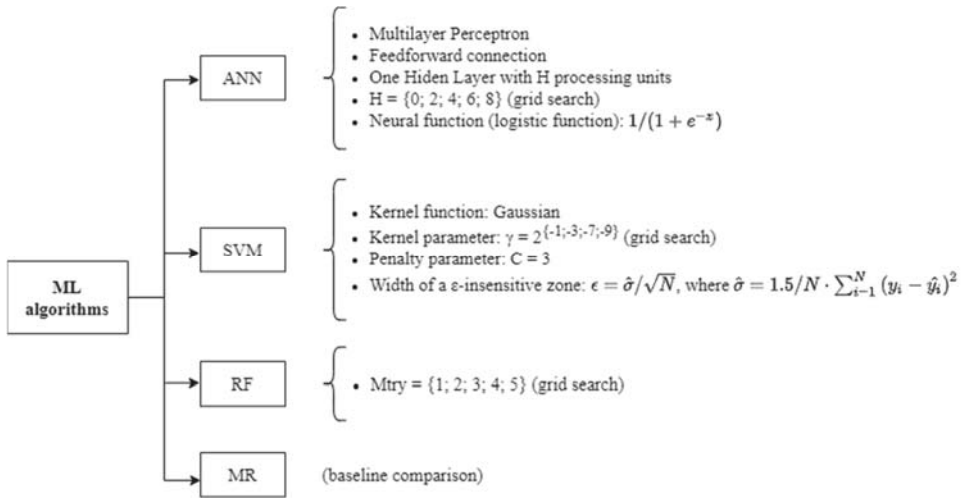 ML
algorithms
ANN
• Multilayer Perceptron
• Feedforward connection
• One Hiden Layer with H processing units
• H = {0; 2; 4; 6; 8} (grid search)
• Neural function (logistic function): 1/(1 + e^{-x})
SVM
• Kernel function: Gaussian
• Kernel parameter: γ = 2^{{-1;-3;-7;-9}} (grid search)
• Penalty parameter: C = 3
• Width of a ε-insensitive zone: ϵ = σ̂/√N, where σ̂ = 1.5/N · ∑_{i-1}^{N} (y_i − ŷ_i)^2
RF
• Mtry = {1; 2; 3; 4; 5} (grid search)
MR
(baseline comparison)